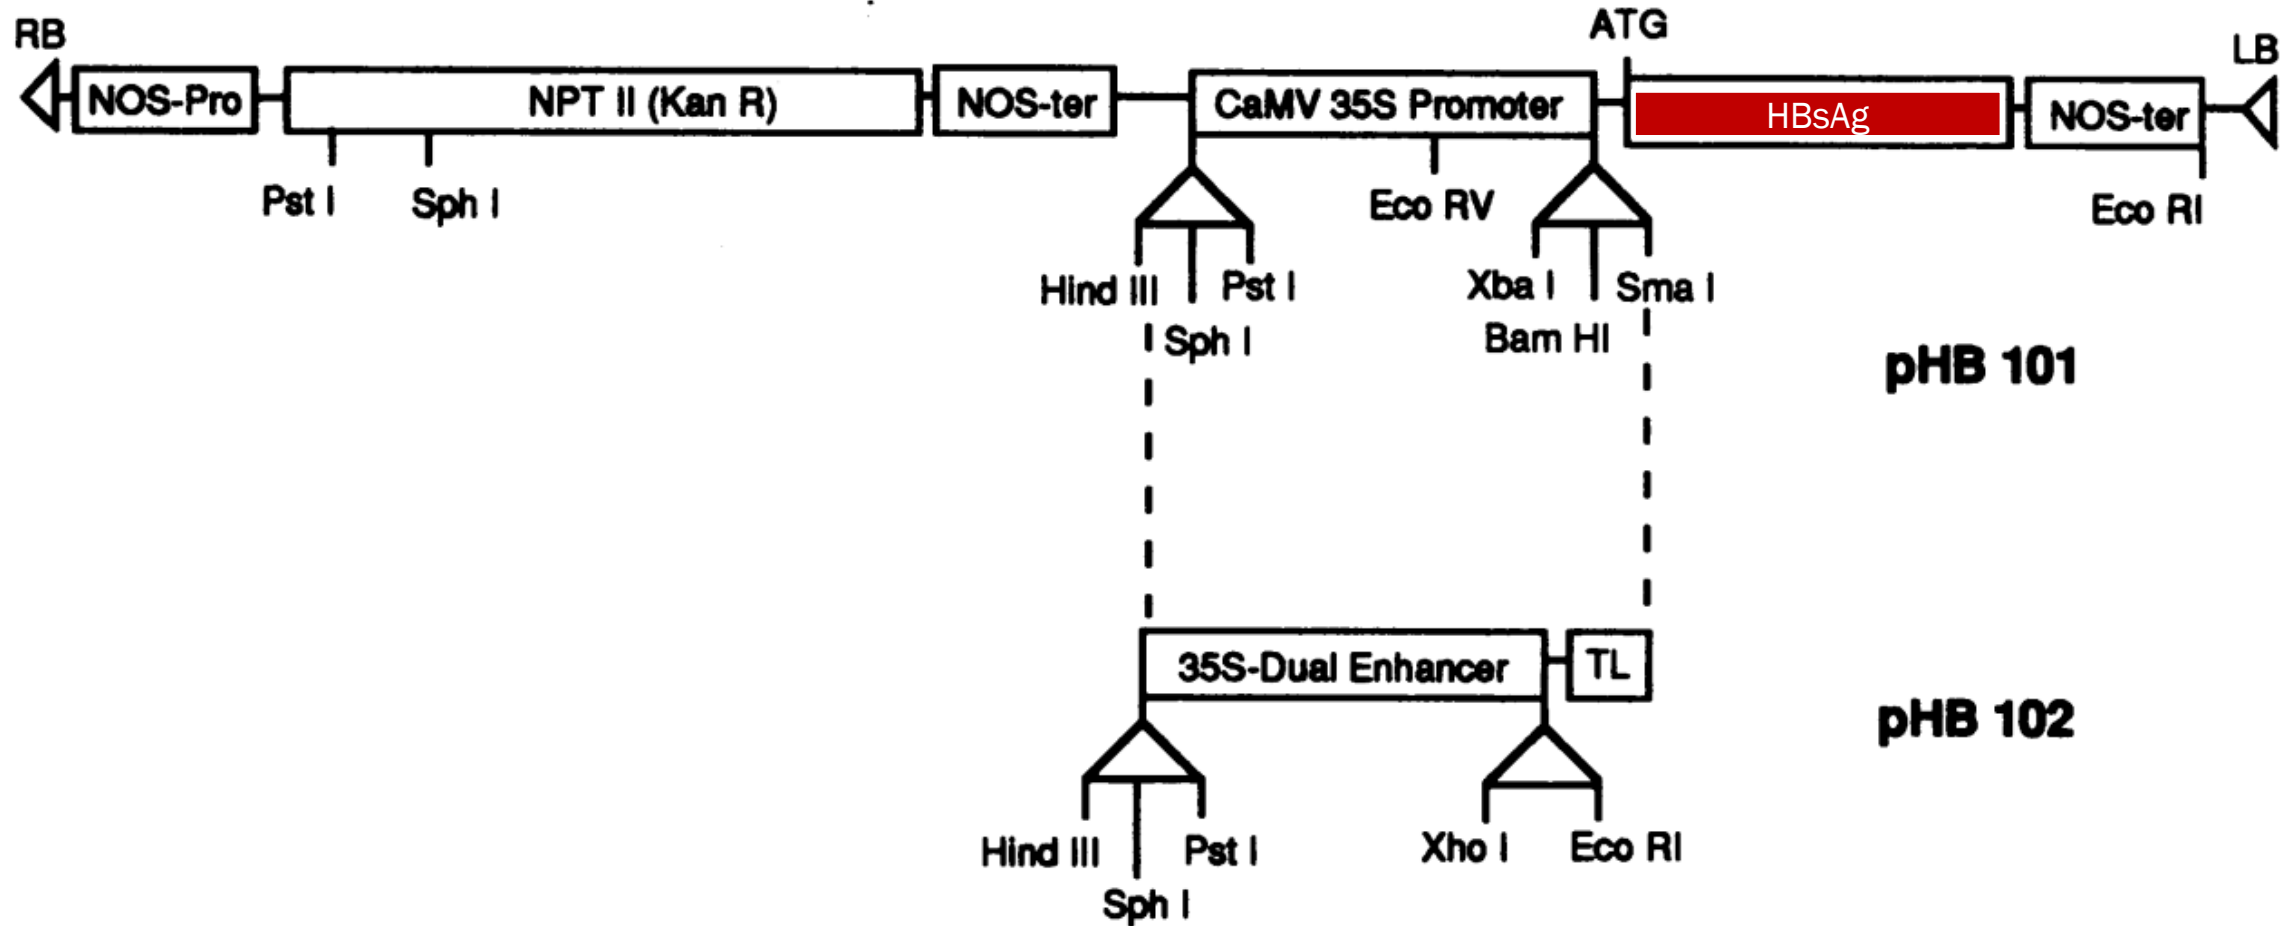 RB
ATG
LB
NOS-Pro
NPT II (Kan R)
NOS-ter
CaMV 35S Promoter
HBsAg
NOS-ter
Pst I
Sph I
Eco RV
Eco RI
Hind III
Pst I
Xba I
Sma I
Sph I
Bam HI
pHB 101
35S-Dual Enhancer
TL
pHB 102
Hind III
Pst I
Xho I
Eco RI
Sph I